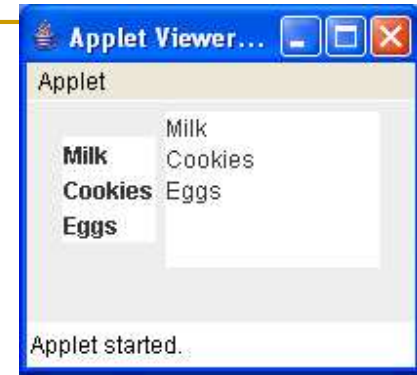 Applet Viewer...
Applet
Milk
Cookies
Eggs
Milk
Cookies
Eggs
Applet started.